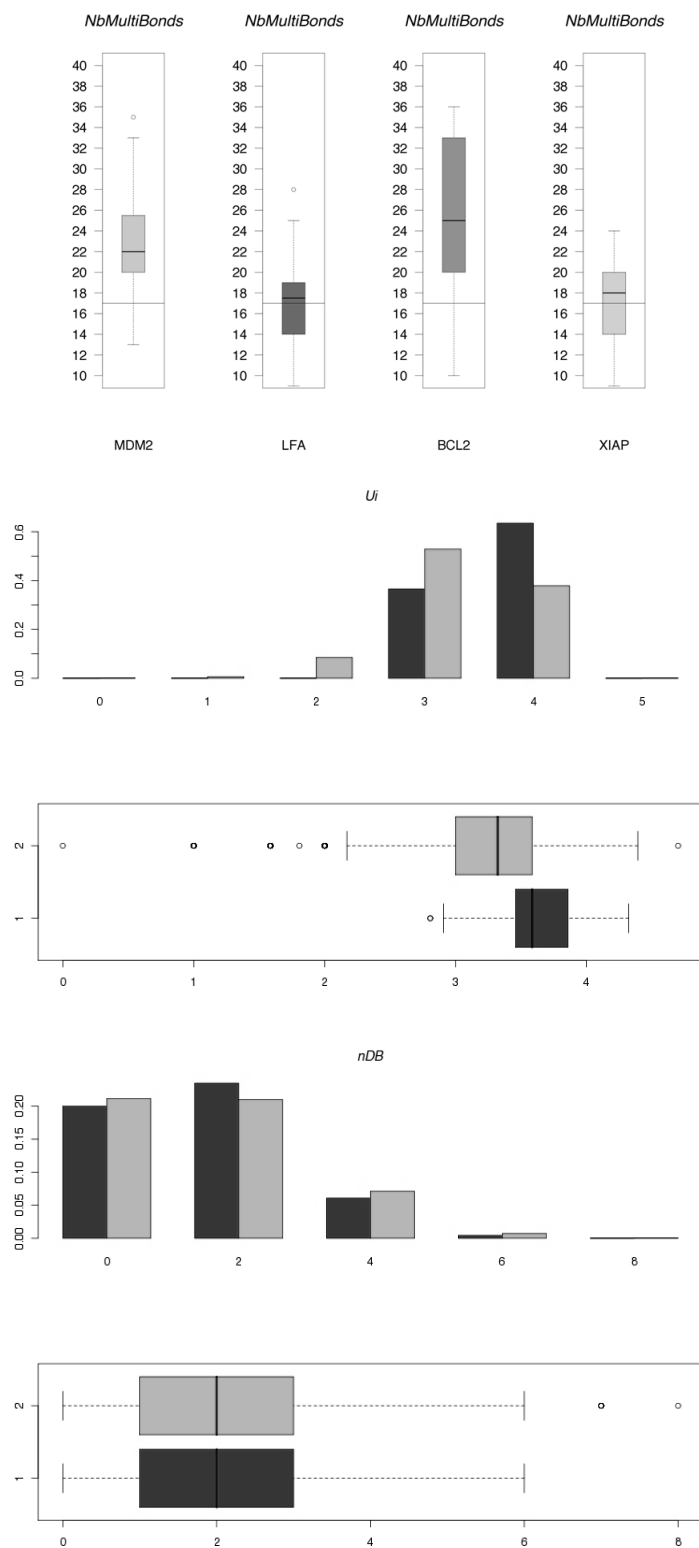 NbMultiBonds NbMultiBonds NbMultiBonds NbMultiBonds
40 40 40 40
38 38 38 38
36 36 36 36
34 34 34 34
32 32 32 32
30 30 30 30
28 28 28 28
26 26 26 26
24 24 24 24
22 22 22 22
20 20 20 20
18 18 18 18
16 16 16 16
14 14 14 14
12 12 12 12
10 10 10 10
MDM2 LFA BCL2 XIAP
Ui
0.6
0.4
0.2
0.0
0 1 2 3 4 5
2
1
0 1 2 3 4
nDB
0.20
0.15
0.10
0.05
0.00
0 2 4 6 8
2
1
0 2 4 6 8